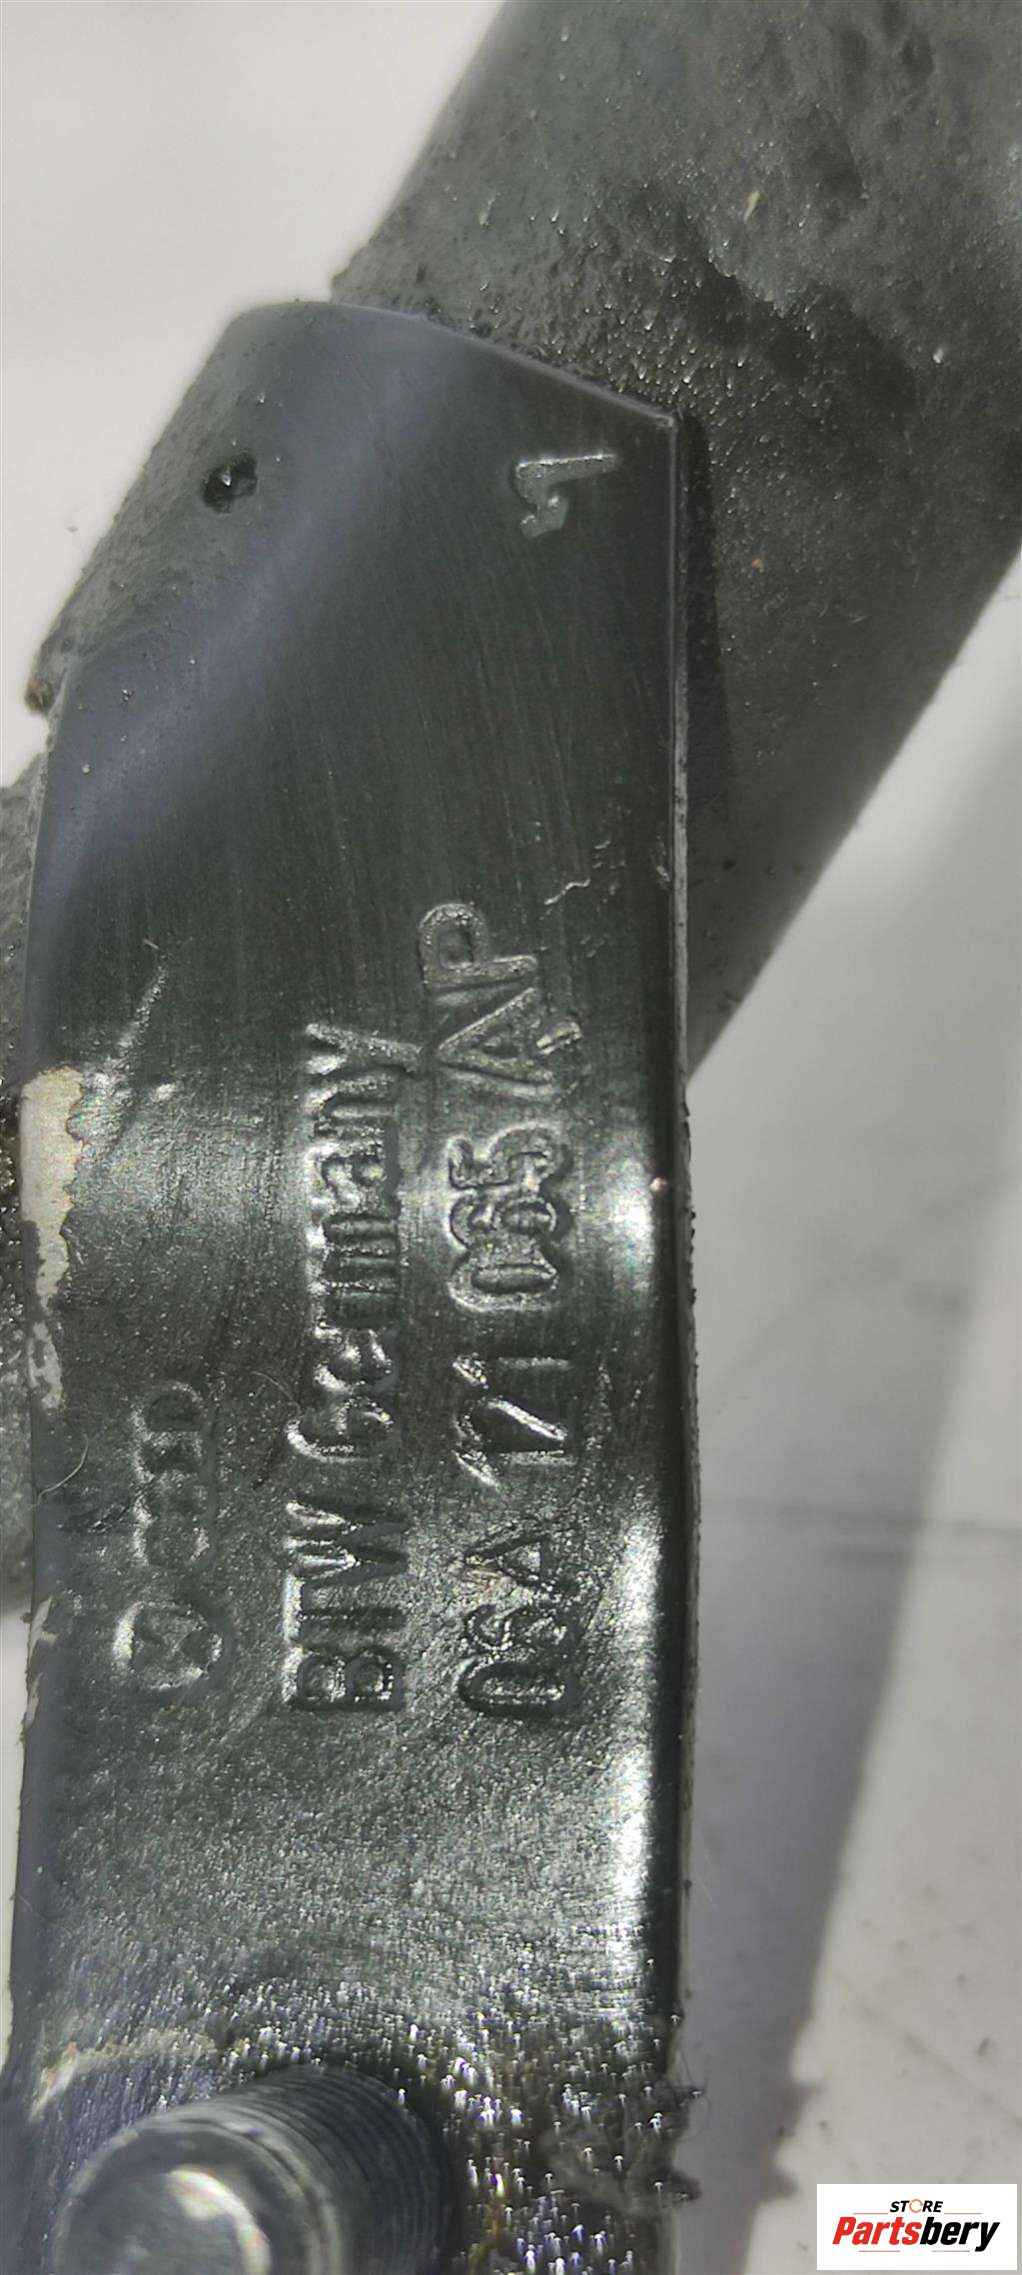 BTW Germany
06A 121 065 AP
STORE
Partsbery